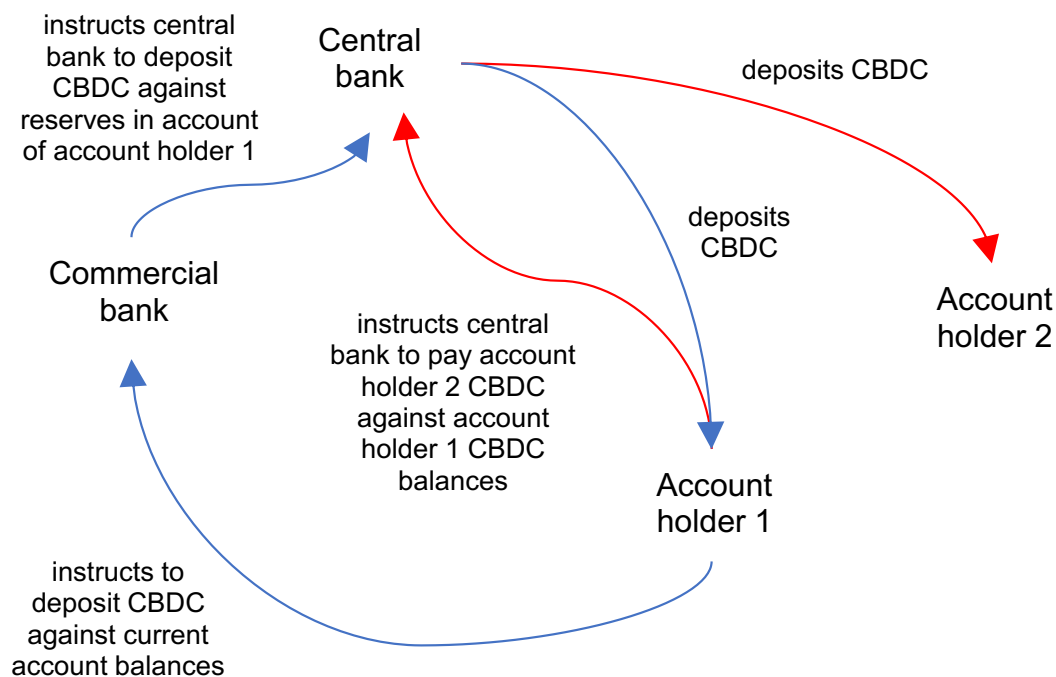 instructs central
bank to deposit
CBDC against
reserves in account
of account holder 1
Central
bank
deposits CBDC
deposits
CBDC
Commercial
bank
Account
holder 2
instructs central
bank to pay account
holder 2 CBDC
against account
holder 1 CBDC
balances
Account
holder 1
instructs to
deposit CBDC
against current
account balances